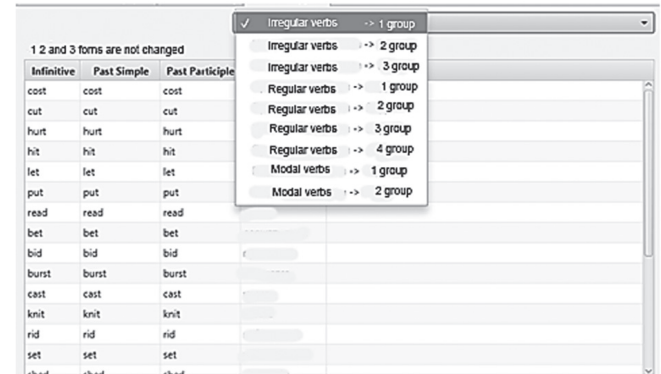 ✓ Irregular verbs -> 1 group
Irregular verbs -> 2 group
Irregular verbs -> 3 group
Regular verbs -> 1 group
Regular verbs -> 2 group
Regular verbs -> 3 group
Regular verbs -> 4 group
Modal verbs -> 1 group
Modal verbs -> 2 group
1 2 and 3 foms are not changed
Infinitive Past Simple Past Participle
cost cost cost
cut cut cut
hurt hurt hurt
hit hit hit
let let let
put put put
read read read
bet bet bet
bid bid bid
burst burst burst
cast cast cast
knit knit knit
rid rid rid
set set set